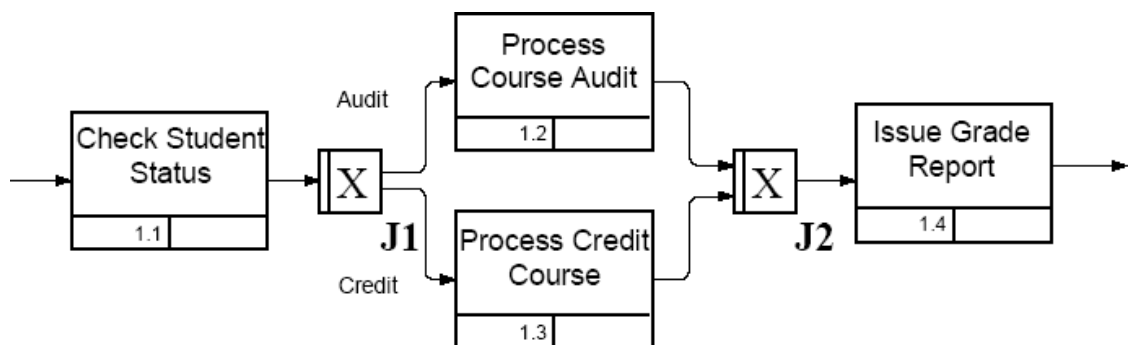 Check Student
Status
1.1
X
J1
Audit
Process
Course Audit
1.2
Credit
Process Credit
Course
1.3
X
J2
Issue Grade
Report
1.4